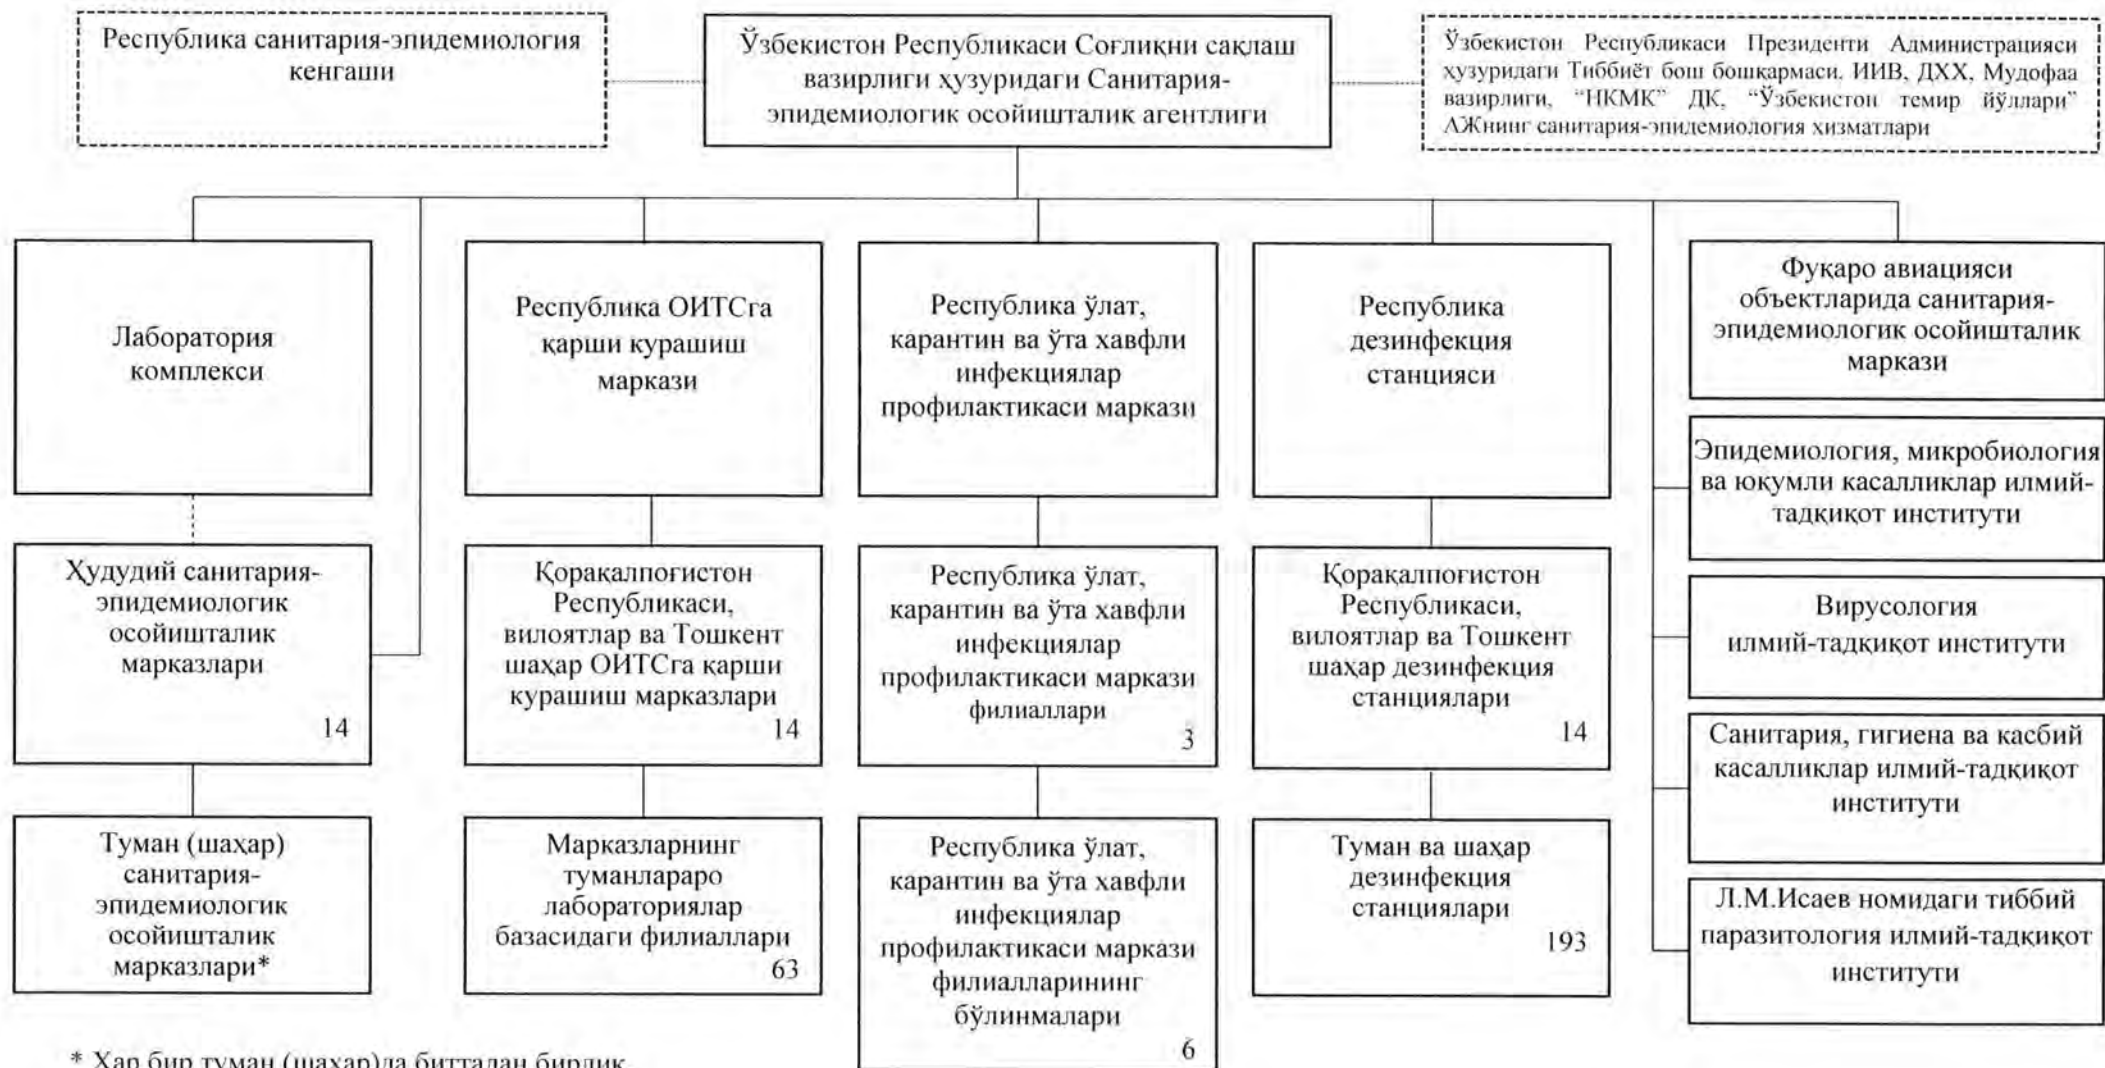 Республика санитария-эпидемиология
кенгаши
Ўзбекистон Республикаси Соғлиқни сақлаш
вазирлиги ҳузуридаги Санитария-
эпидемиологик осойишталик агентлиги
Ўзбекистон Республикаси Президенти Администрацияси
ҳузуридаги Тиббиёт бош бошқармаси, ИИВ, ДХХ, Мудофаа
вазирлиги, “НКМК” ДК, “Ўзбекистон темир йўллари”
АЖнинг санитария-эпидемиология хизматлари
Лаборатория
комплекси
Республика ОИТСга
қарши курашиш
маркази
Республика ўлат,
карантин ва ўта хавфли
инфекциялар
профилактикаси маркази
Республика
дезинфекция
станцияси
Фуқаро авиацияси
объектларида санитария-
эпидемиологик осойишталик
маркази
Эпидемиология, микробиология
ва юқумли касалликлар илмий-
тадқиқот институти
Вирусология
илмий-тадқиқот институти
Санитария, гигиена ва касбий
касалликлар илмий-тадқиқот
институти
Л.М.Исаев номидаги тиббий
паразитология илмий-тадқиқот
институти
Ҳудудий санитария-
эпидемиологик
осойишталик
марказлари
14
Қорақалпоғистон
Республикаси,
вилоятлар ва Тошкент
шаҳар ОИТСга қарши
курашиш марказлари
14
Республика ўлат,
карантин ва ўта хавфли
инфекциялар
профилактикаси маркази
филиаллари
3
Қорақалпоғистон
Республикаси,
вилоятлар ва Тошкент
шаҳар дезинфекция
станциялари
14
Туман (шаҳар)
санитария-
эпидемиологик
осойишталик
марказлари*
Марказларнинг
туманлараро
лабораториялар
базасидаги филиаллари
63
Республика ўлат,
карантин ва ўта хавфли
инфекциялар
профилактикаси маркази
филиалларининг
бўлинмалари
6
Туман ва шаҳар
дезинфекция
станциялари
193
* Ҳар бир туман (шаҳар)да биттадан бирлик